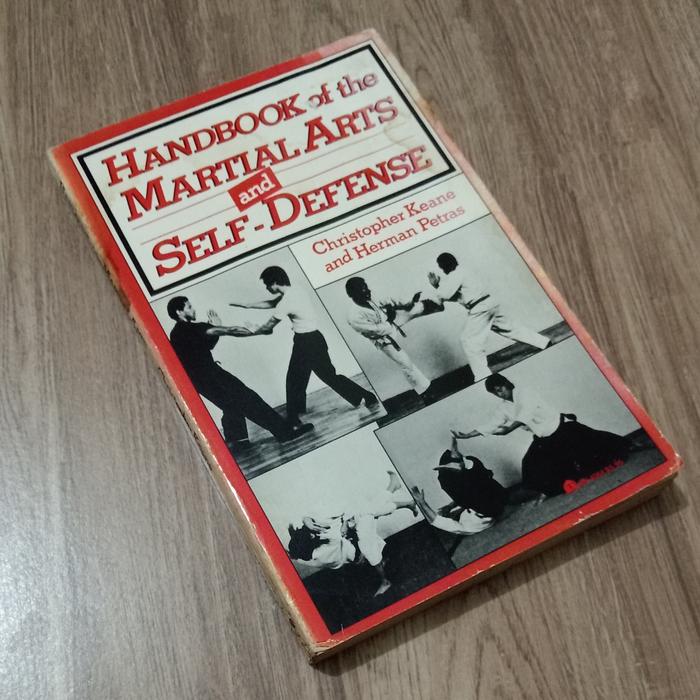 HANDBOOK of the
MARTIAL ARTS
and
SELF-DEFENSE
Christopher Keane
and Herman Petras